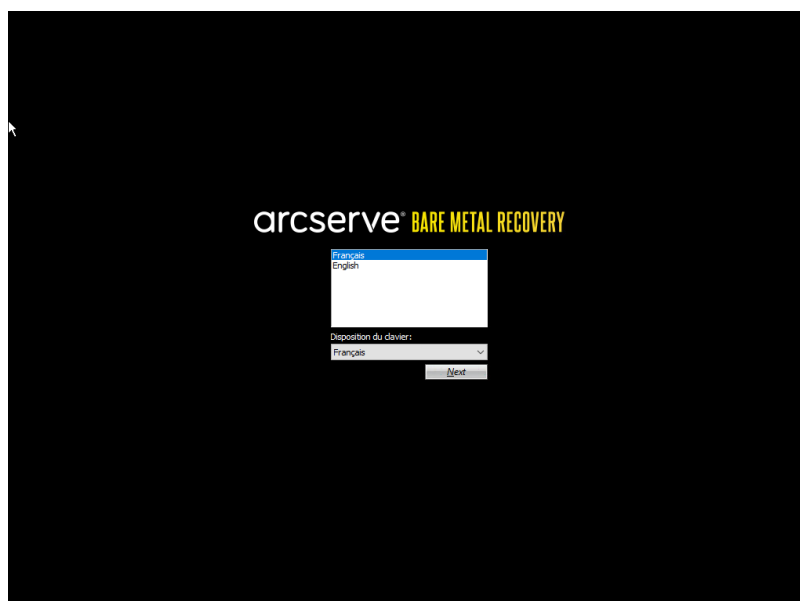 arcserve® BARE METAL RECOVERY
Français
English
Disposition du clavier:
Français
Next